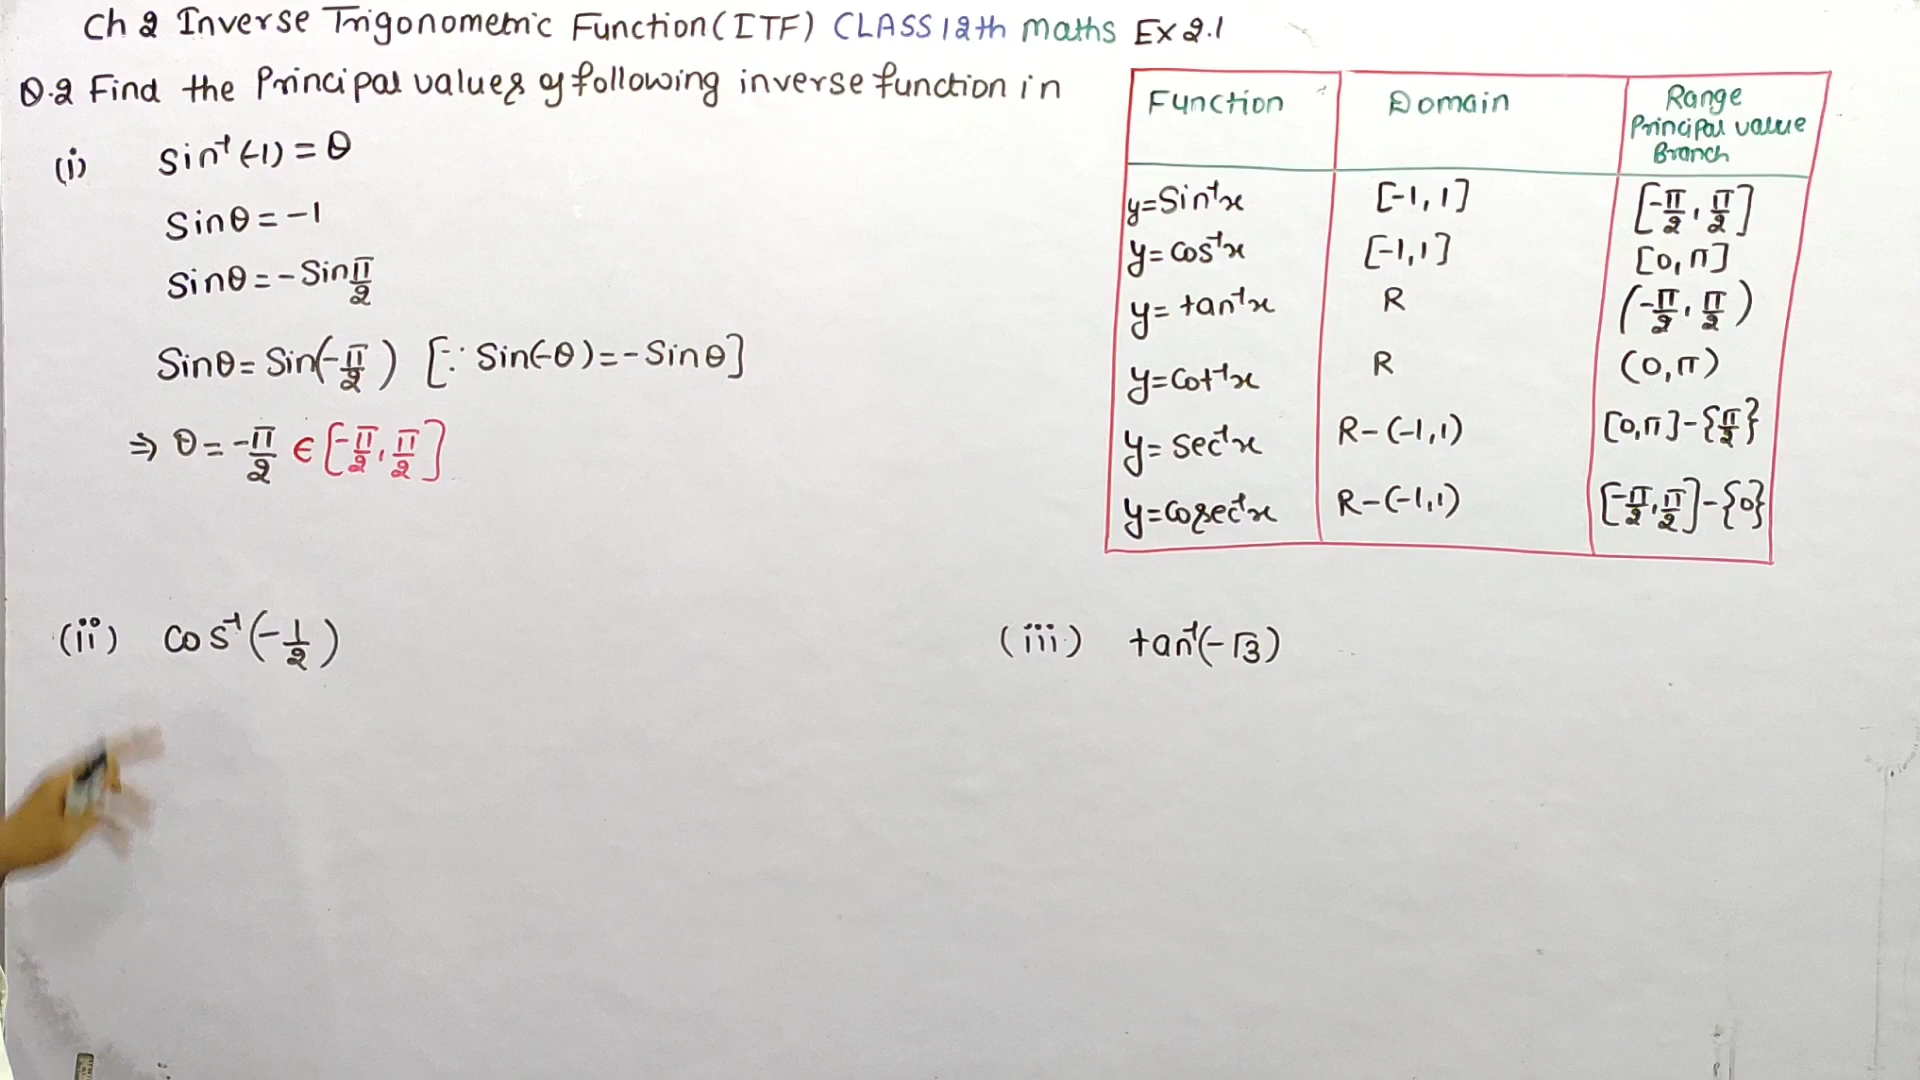 Ch 2 Inverse Trigonometric Function (ITF) CLASS 12th maths Ex 2.1
Q.2 Find the Principal values of following inverse function in
(i) Sin⁻¹(-1) = θ
Sinθ = -1
Sinθ = -Sin π/2
Sinθ = Sin(-π/2) [∵ Sin(-θ) = -Sinθ]
⇒ θ = -π/2 ∈ [-π/2, π/2]
Function Domain Range Principal value Branch
y=Sin⁻¹x [-1, 1] [-π/2, π/2]
y=cos⁻¹x [-1, 1] [0, π]
y=tan⁻¹x R (-π/2, π/2)
y=Cot⁻¹x R (0, π)
y=sec⁻¹x R-(-1,1) [0,π]-{π/2}
y=cosec⁻¹x R-(-1,1) [-π/2, π/2]-{0}
(ii) cos⁻¹(-1/2)
(iii) tan⁻¹(-√3)